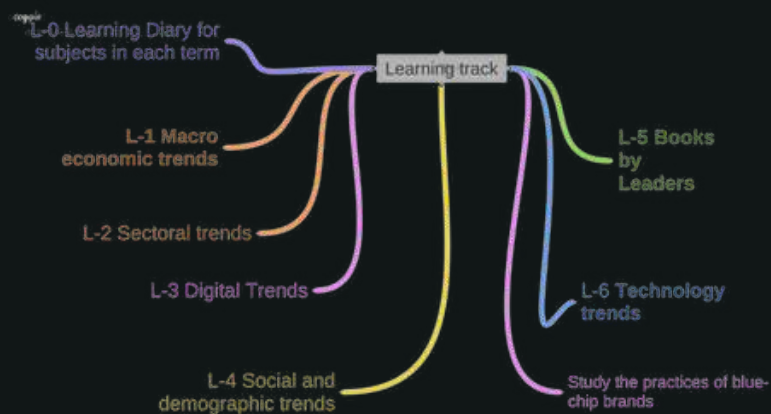 L-0 Learning Diary for
subjects in each term
Learning track
L-1 Macro
economic trends
L-2 Sectoral trends
L-3 Digital Trends
L-4 Social and
demographic trends
L-5 Books
by
Leaders
L-6 Technology
trends
Study the practices of blue-
chip brands